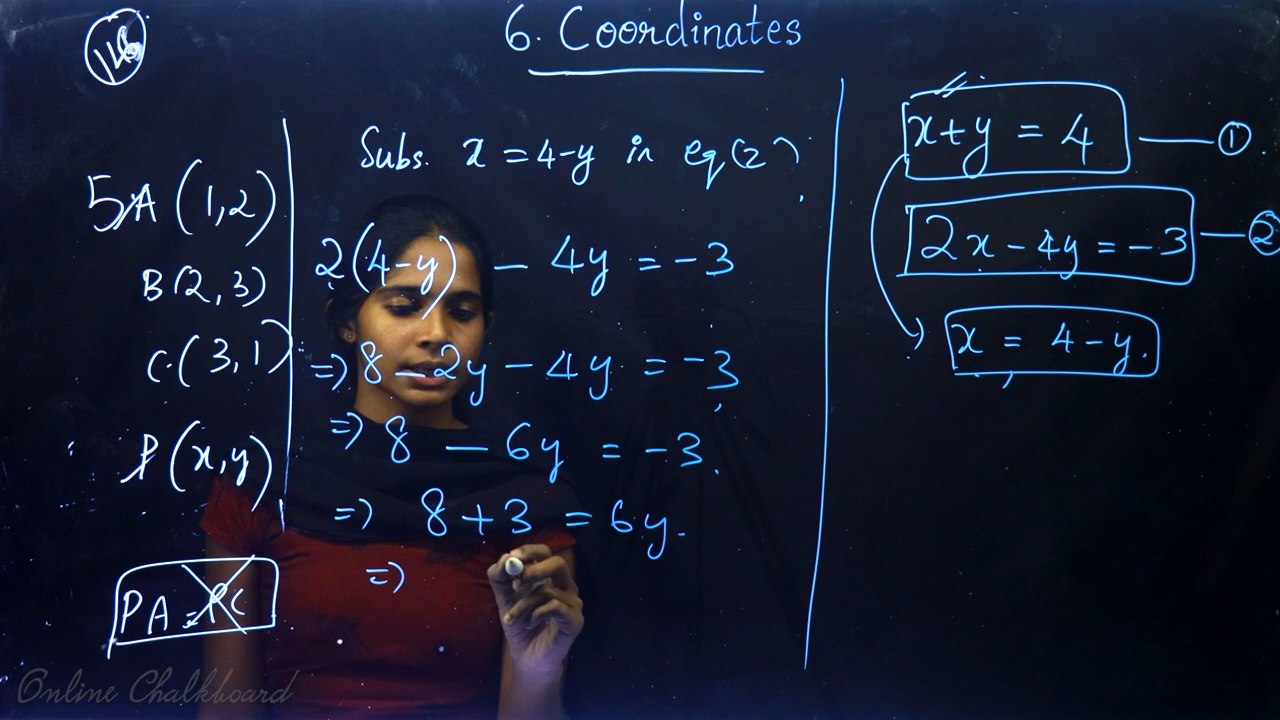 116
6. Coordinates
5) A (1,2)
B (2, 3)
C (3, 1)
P (x, y)
PA = PC
Subs. x = 4-y in eq (2)
2(4-y) - 4y = -3
=> 8 - 2y - 4y = -3
=> 8 - 6y = -3.
=> 8 + 3 = 6y.
=>
x + y = 4 — ①
2x - 4y = -3 — ②
x = 4 - y.
Online Chalkboard